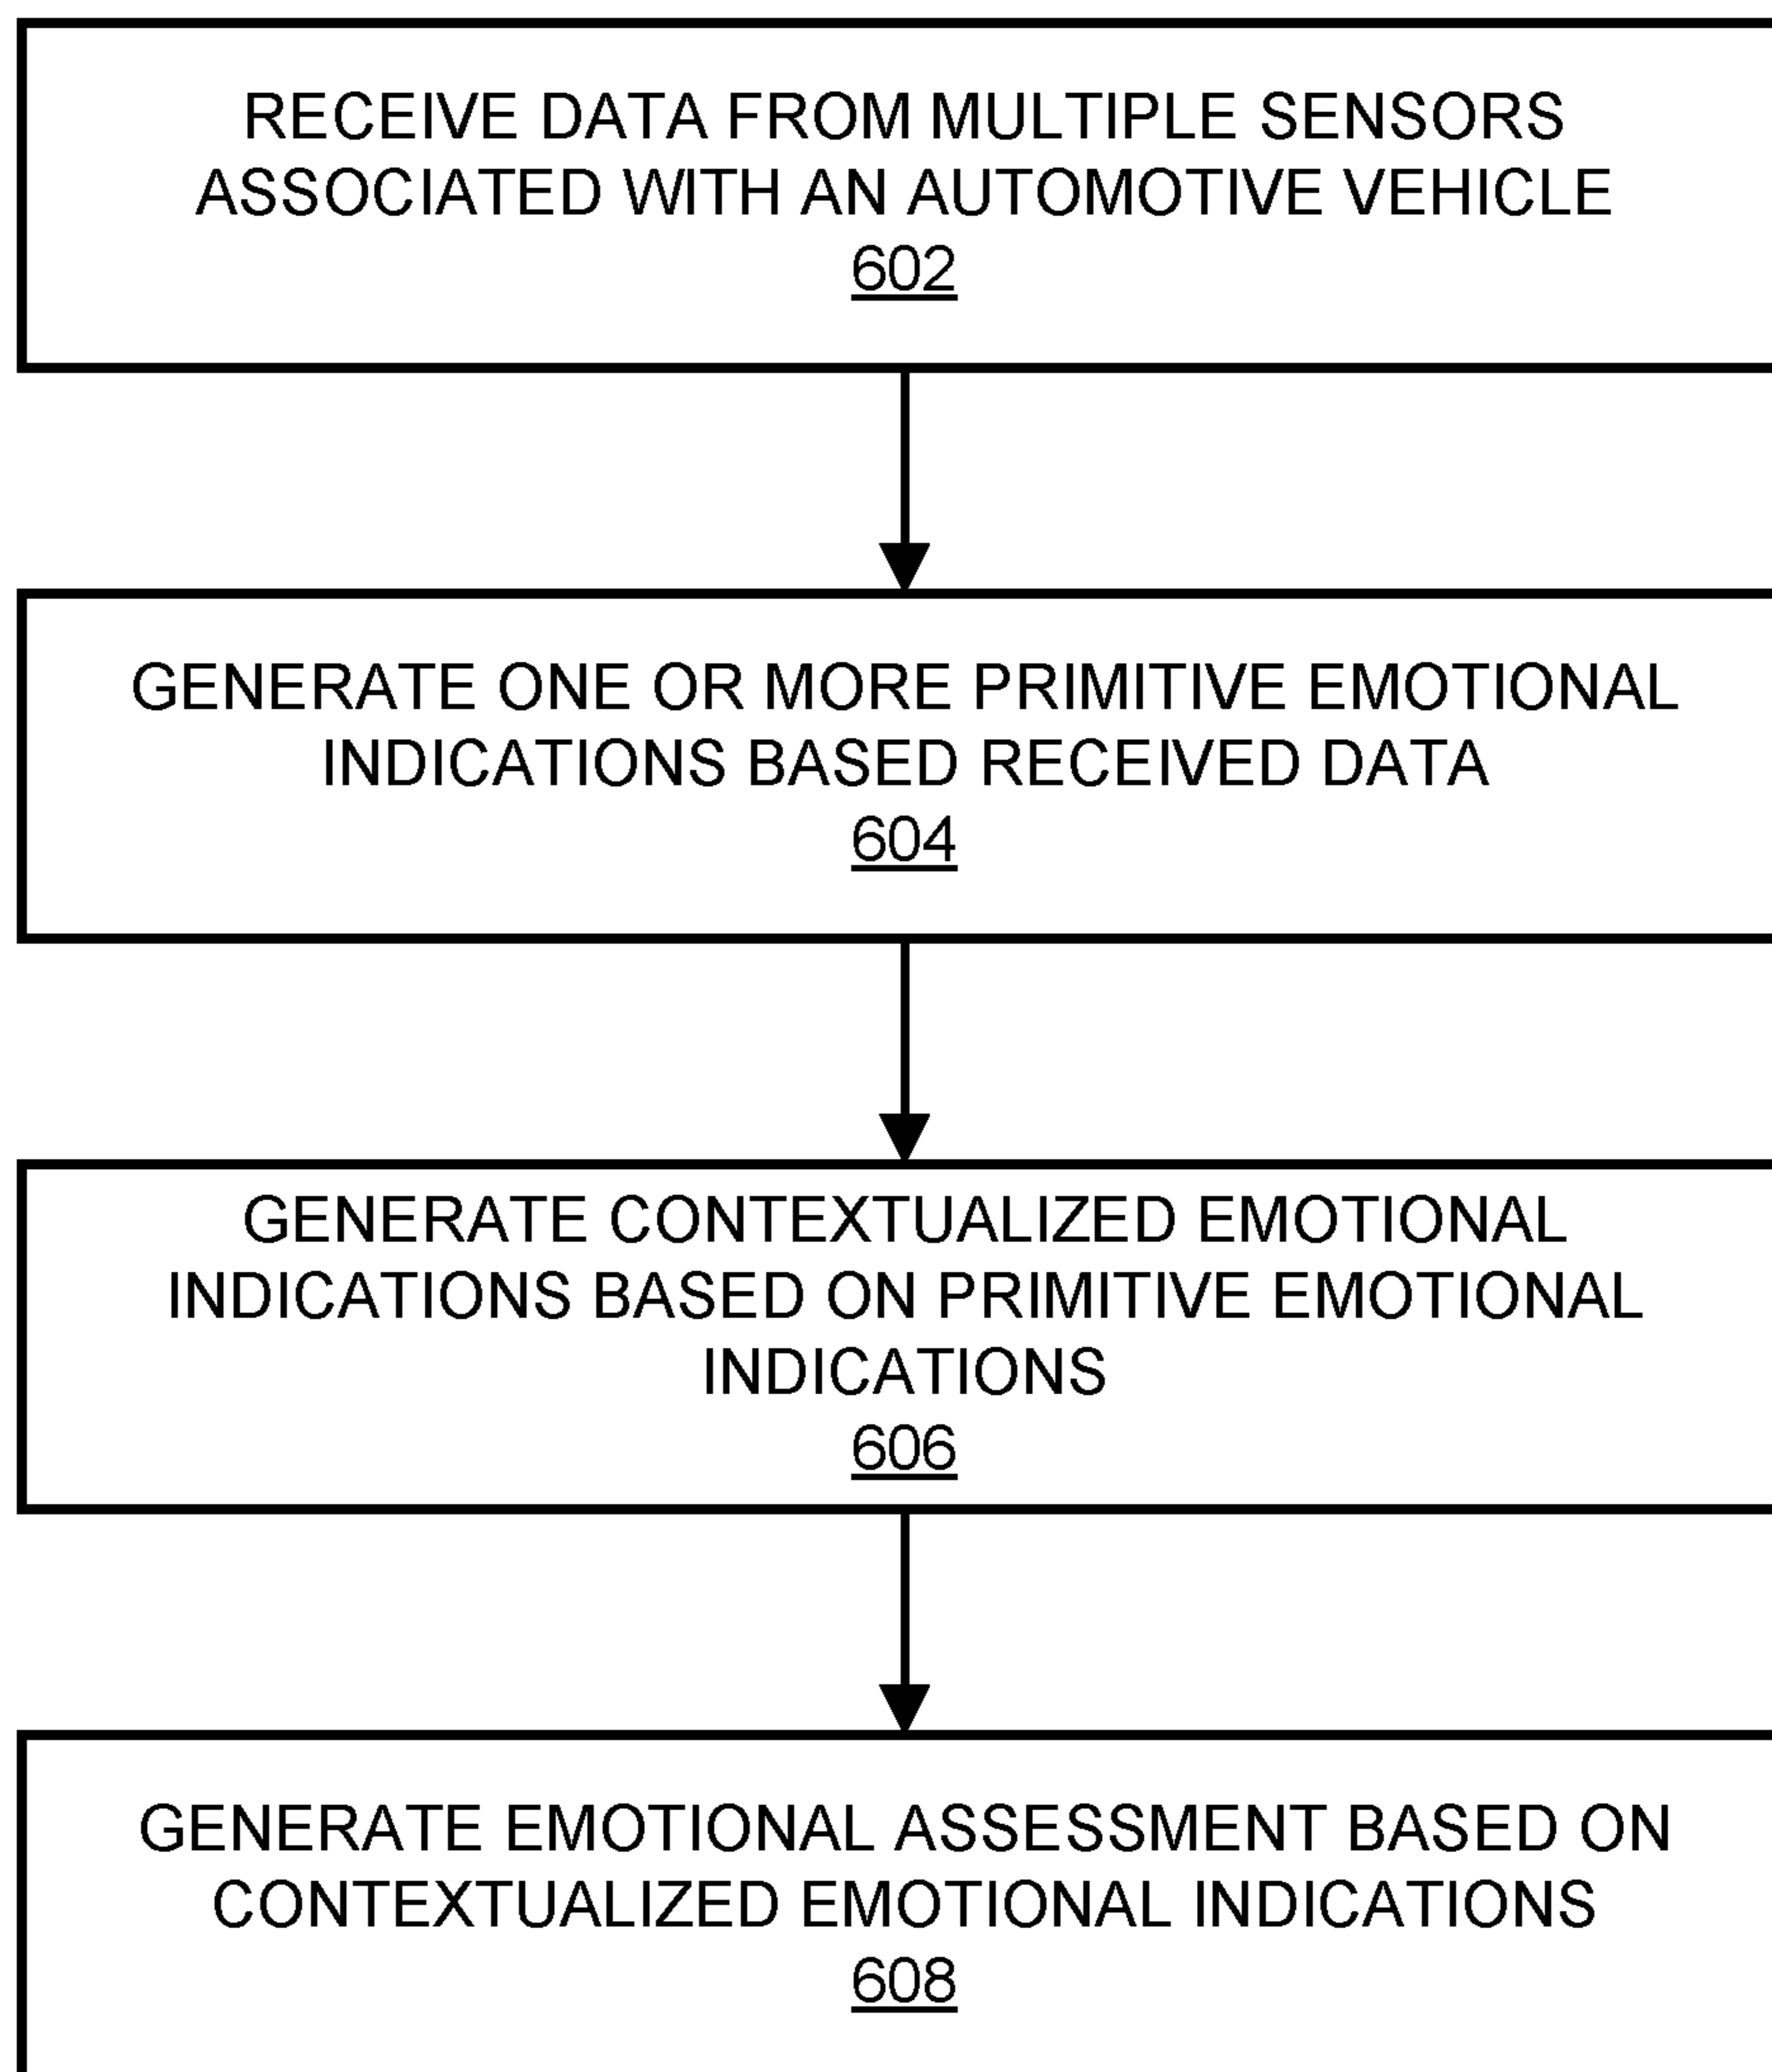 RECEIVE DATA FROM MULTIPLE SENSORS
ASSOCIATED WITH AN AUTOMOTIVE VEHICLE
602
GENERATE ONE OR MORE PRIMITIVE EMOTIONAL
INDICATIONS BASED RECEIVED DATA
604
GENERATE CONTEXTUALIZED EMOTIONAL
INDICATIONS BASED ON PRIMITIVE EMOTIONAL
INDICATIONS
606
GENERATE EMOTIONAL ASSESSMENT BASED ON
CONTEXTUALIZED EMOTIONAL INDICATIONS
608